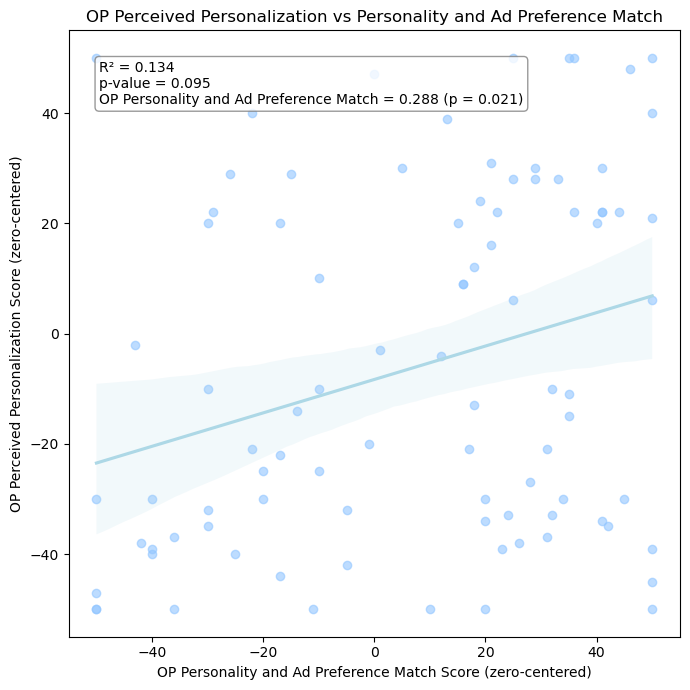 OP Perceived Personalization vs Personality and Ad Preference Match
R² = 0.134
p-value = 0.095
OP Personality and Ad Preference Match = 0.288 (p = 0.021)
OP Perceived Personalization Score (zero-centered)
40
20
0
−20
−40
−40
−20
0
20
40
OP Personality and Ad Preference Match Score (zero-centered)